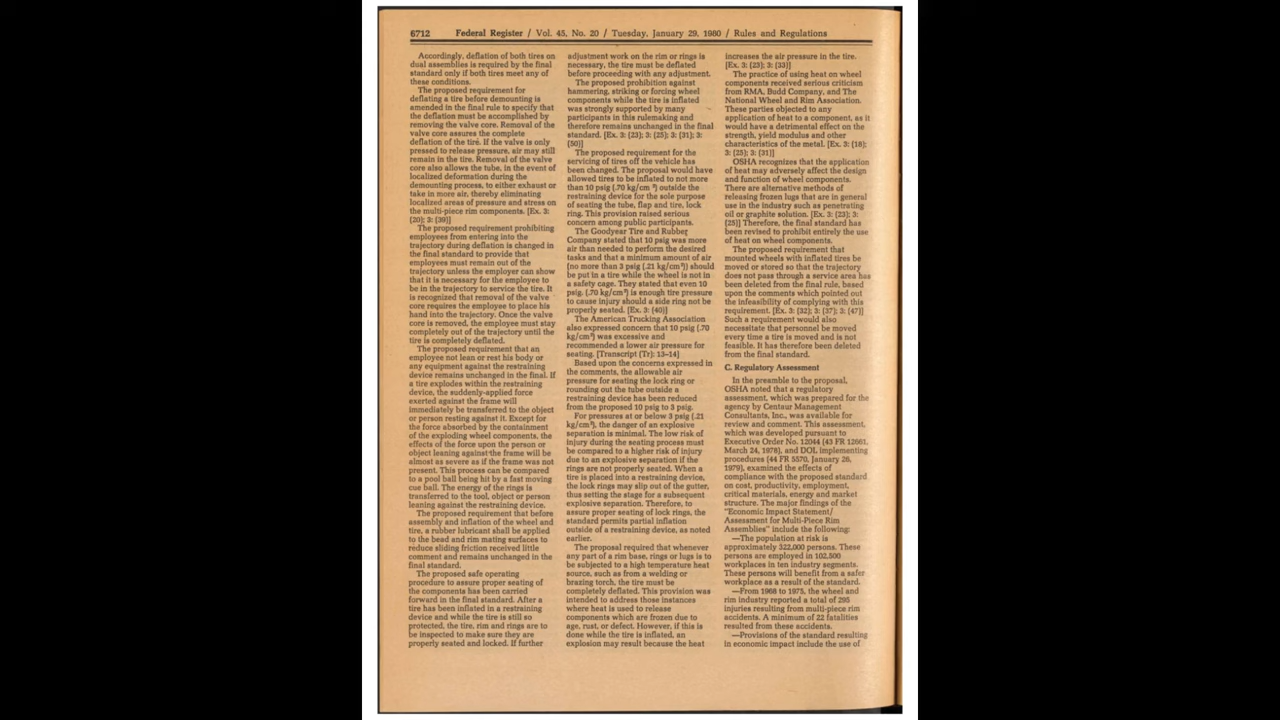 6712 Federal Register / Vol. 45, No. 20 / Tuesday, January 29, 1980 / Rules and Regulations
Accordingly, deflation of both tires on
dual assemblies is required by the final
standard only if both tires meet any of
these conditions.
The proposed requirement for
deflating a tire before demounting is
amended in the final rule to specify that
the deflation must be accomplished by
removing the valve core. Removal of the
valve core assures the complete
deflation of the tire. If the valve is only
pressed to release pressure, air may still
remain in the tire. Removal of the valve
core also allows the tube, in the event of
localized deformation during the
demounting process, to either exhaust or
take in more air, thereby eliminating
localized areas of pressure and stress on
the multi-piece rim components. [Ex. 3:
(20); 3: (39)]
The proposed requirement prohibiting
employees from entering into the
trajectory during deflation is changed in
the final standard to provide that
employees must remain out of the
trajectory unless the employer can show
that it is necessary for the employee to
be in the trajectory to service the tire. It
is recognized that removal of the valve
core requires the employee to place his
hand into the trajectory. Once the valve
core is removed, the employee must stay
completely out of the trajectory until the
tire is completely deflated.
The proposed requirement that an
employee not lean or rest his body or
any equipment against the restraining
device remains unchanged in the final. If
a tire explodes within the restraining
device, the suddenly-applied force
exerted against the frame will
immediately be transferred to the object
or person resting against it. Except for
the force absorbed by the containment
of the exploding wheel components, the
effects of the force upon the person or
object leaning against the frame will be
almost as severe as if the frame was not
present. This process can be compared
to a pool ball being hit by a fast moving
cue ball. The energy of the rings is
transferred to the tool, object or person
leaning against the restraining device.
The proposed requirement that before
assembly and inflation of the wheel and
tire, a rubber lubricant shall be applied
to the bead and rim mating surfaces to
reduce sliding friction received little
comment and remains unchanged in the
final standard.
The proposed safe operating
procedure to assure proper seating of
the components has been carried
forward in the final standard. After a
tire has been inflated in a restraining
device and while the tire is still so
protected, the tire, rim and rings are to
be inspected to make sure they are
properly seated and locked. If further
adjustment work on the rim or rings is
necessary, the tire must be deflated
before proceeding with any adjustment.
The proposed prohibition against
hammering, striking or forcing wheel
components while the tire is inflated
was strongly supported by many
participants in this rulemaking and
therefore remains unchanged in the final
standard. [Ex. 3: (23); 3: (25); 3: (31); 3:
(50)]
The proposed requirement for the
servicing of tires off the vehicle has
been changed. The proposal would have
allowed tires to be inflated to not more
than 10 psig (.70 kg/cm ²) outside the
restraining device for the sole purpose
of seating the tube, flap and tire, lock
ring. This provision raised serious
concern among public participants.
The Goodyear Tire and Rubber
Company stated that 10 psig was more
air than needed to perform the desired
tasks and that a minimum amount of air
(no more than 3 psig (.21 kg/cm²)) should
be put in a tire while the wheel is not in
a safety cage. They stated that even 10
psig. (.70 kg/cm²) is enough tire pressure
to cause injury should a side ring not be
properly seated. [Ex. 3: (40)]
The American Trucking Association
also expressed concern that 10 psig (.70
kg/cm²) was excessive and
recommended a lower air pressure for
seating. [Transcript (Tr): 13–14]
Based upon the concerns expressed in
the comments, the allowable air
pressure for seating the lock ring or
rounding out the tube outside a
restraining device has been reduced
from the proposed 10 psig to 3 psig.
For pressures at or below 3 psig (.21
kg/cm²), the danger of an explosive
separation is minimal. The low risk of
injury during the seating process must
be compared to a higher risk of injury
due to an explosive separation if the
rings are not properly seated. When a
tire is placed into a restraining device,
the lock rings may slip out of the gutter,
thus setting the stage for a subsequent
explosive separation. Therefore, to
assure proper seating of lock rings, the
standard permits partial inflation
outside of a restraining device, as noted
earlier.
The proposal required that whenever
any part of a rim base, rings or lugs is to
be subjected to a high temperature heat
source, such as from a welding or
brazing torch, the tire must be
completely deflated. This provision was
intended to address those instances
where heat is used to release
components which are frozen due to
age, rust, or defect. However, if this is
done while the tire is inflated, an
explosion may result because the heat
increases the air pressure in the tire.
[Ex. 3: (23); 3: (33)]
The practice of using heat on wheel
components received serious criticism
from RMA, Budd Company, and The
National Wheel and Rim Association.
These parties objected to any
application of heat to a component, as it
would have a detrimental effect on the
strength, yield modulus and other
characteristics of the metal. [Ex. 3: (18);
3: (25); 3: (31)]
OSHA recognizes that the application
of heat may adversely affect the design
and function of wheel components.
There are alternative methods of
releasing frozen lugs that are in general
use in the industry such as penetrating
oil or graphite solution. [Ex. 3: (23); 3:
(25)] Therefore, the final standard has
been revised to prohibit entirely the use
of heat on wheel components.
The proposed requirement that
mounted wheels with inflated tires be
moved or stored so that the trajectory
does not pass through a service area has
been deleted from the final rule, based
upon the comments which pointed out
the infeasibility of complying with this
requirement. [Ex. 3: (32); 3: (37); 3: (47)]
Such a requirement would also
necessitate that personnel be moved
every time a tire is moved and is not
feasible. It has therefore been deleted
from the final standard.
C. Regulatory Assessment
In the preamble to the proposal,
OSHA noted that a regulatory
assessment, which was prepared for the
agency by Centaur Management
Consultants, Inc., was available for
review and comment. This assessment,
which was developed pursuant to
Executive Order No. 12044 (43 FR 12661,
March 24, 1978), and DOL implementing
procedures (44 FR 5570, January 26,
1979), examined the effects of
compliance with the proposed standard
on cost, productivity, employment,
critical materials, energy and market
structure. The major findings of the
"Economic Impact Statement/
Assessment for Multi-Piece Rim
Assemblies" include the following:
—The population at risk is
approximately 322,000 persons. These
persons are employed in 102,500
workplaces in ten industry segments.
These persons will benefit from a safer
workplace as a result of the standard.
—From 1968 to 1975, the wheel and
rim industry reported a total of 295
injuries resulting from multi-piece rim
accidents. A minimum of 22 fatalities
resulted from these accidents.
—Provisions of the standard resulting
in economic impact include the use of